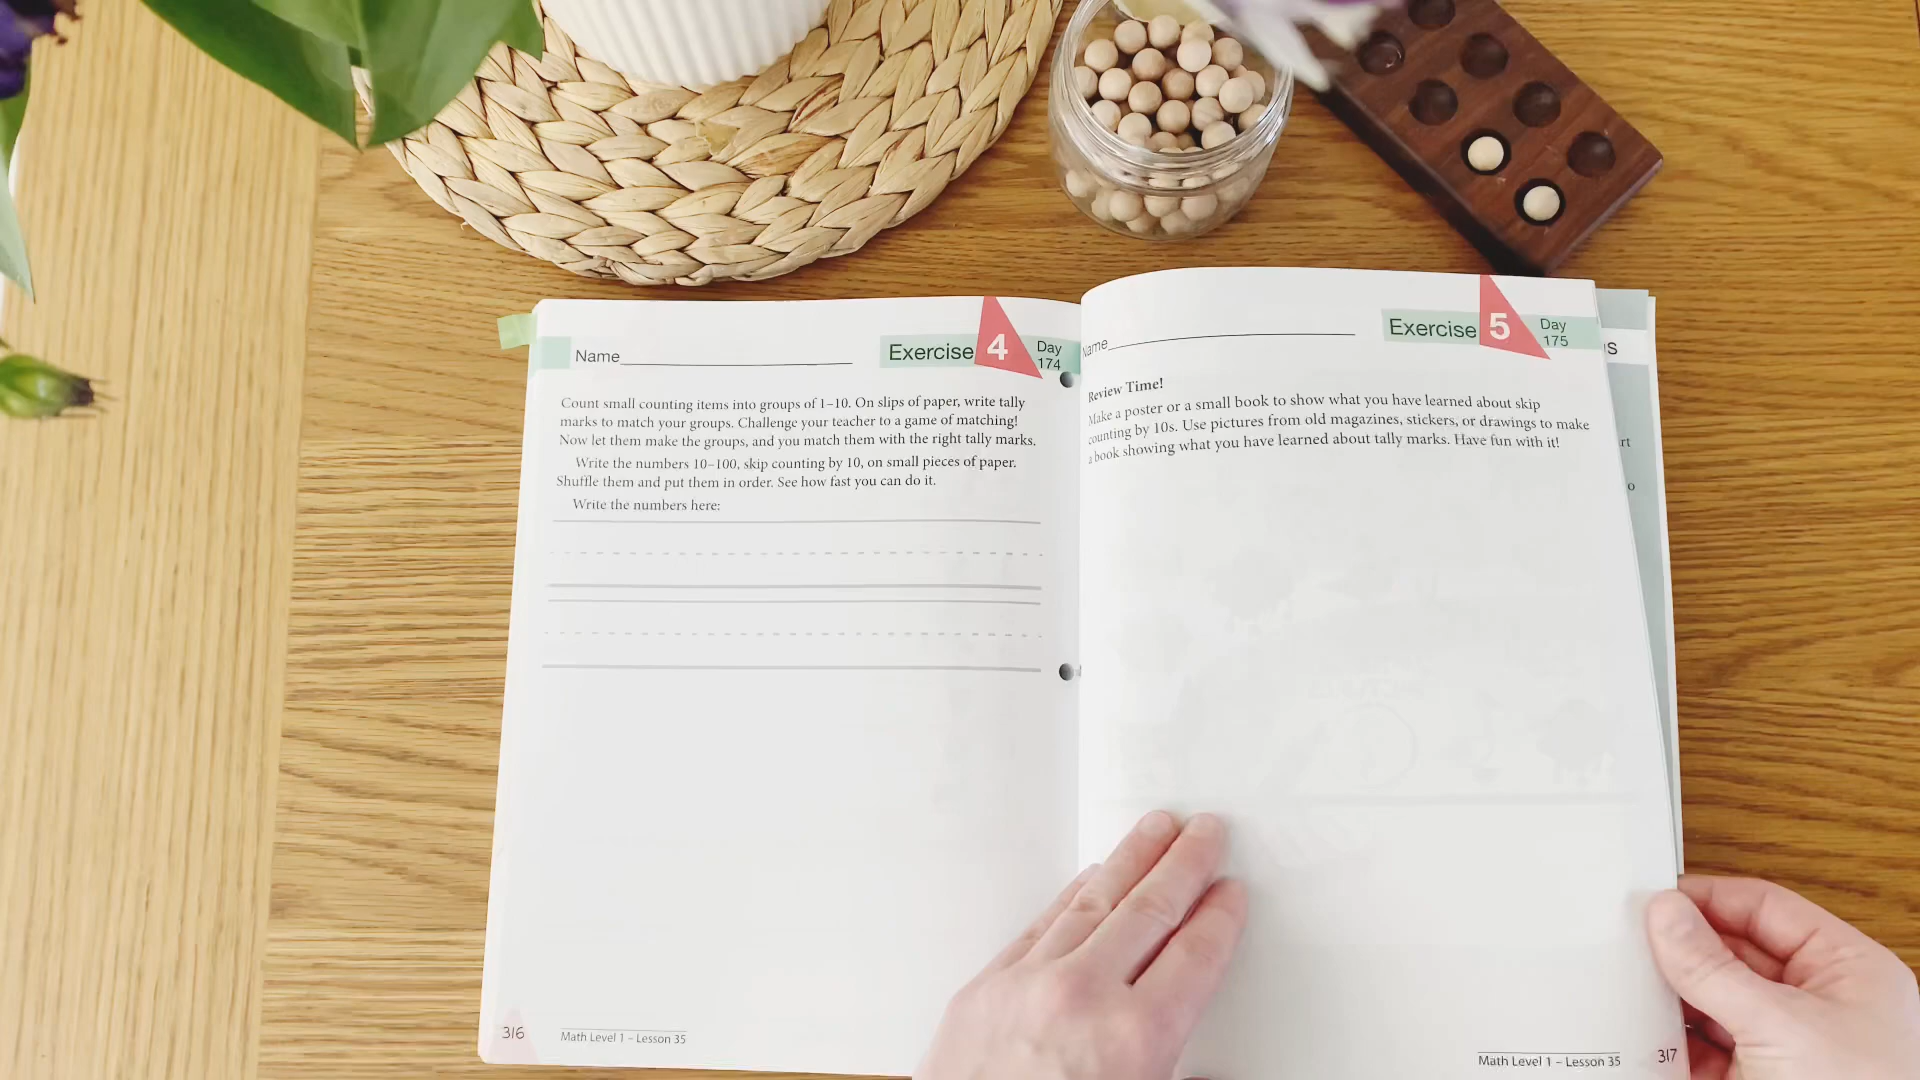 Name
Exercise 4 Day 174
Count small counting items into groups of 1–10. On slips of paper, write tally
marks to match your groups. Challenge your teacher to a game of matching!
Now let them make the groups, and you match them with the right tally marks.
Write the numbers 10–100, skip counting by 10, on small pieces of paper.
Shuffle them and put them in order. See how fast you can do it.
Write the numbers here:
316
Math Level 1 – Lesson 35
Name
Exercise 5 Day 175
Review Time!
Make a poster or a small book to show what you have learned about skip
counting by 10s. Use pictures from old magazines, stickers, or drawings to make
a book showing what you have learned about tally marks. Have fun with it!
Math Level 1 – Lesson 35
317